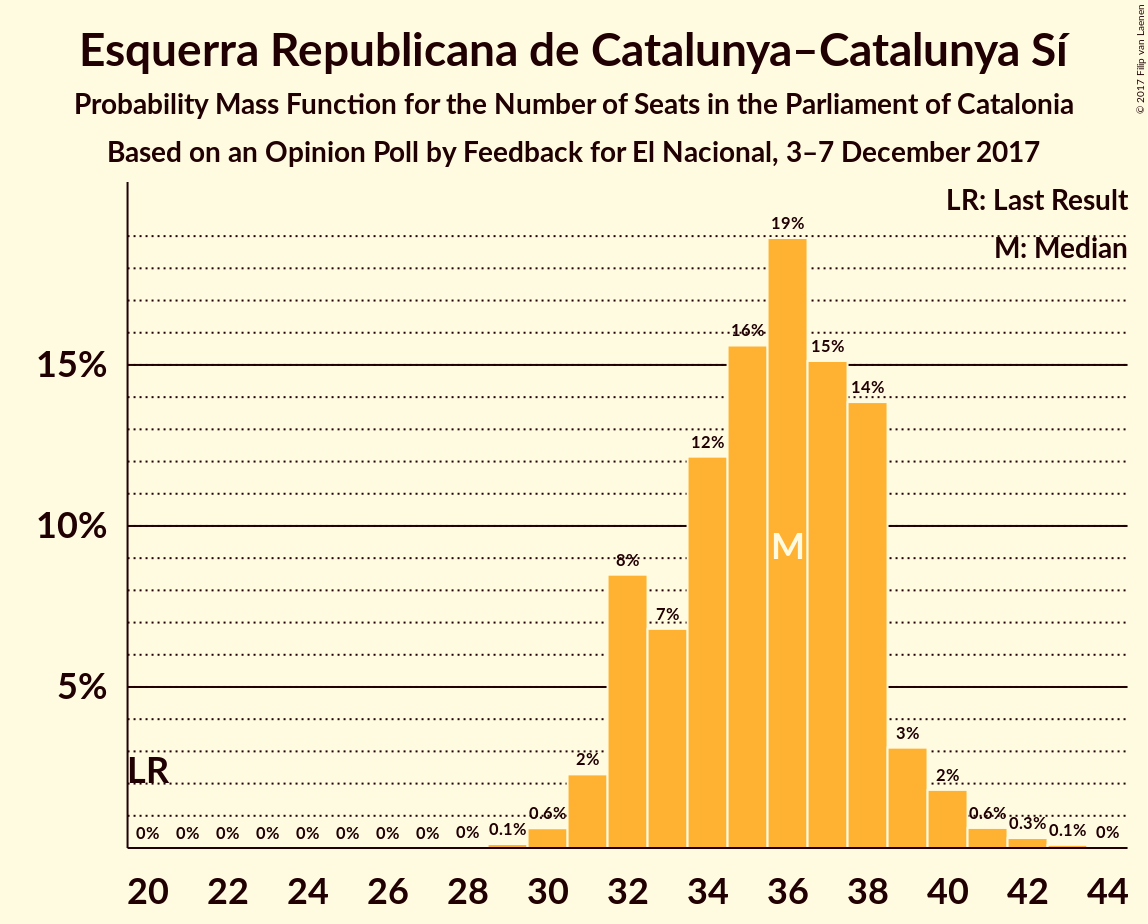 Esquerra Republicana de Catalunya–Catalunya Sí
Probability Mass Function for the Number of Seats in the Parliament of Catalonia
Based on an Opinion Poll by Feedback for El Nacional, 3–7 December 2017
© 2017 Filip van Laenen
LR: Last Result
M: Median
15%
10%
5%
LR
M
0% 0% 0% 0% 0% 0% 0% 0% 0% 0.1% 0.6% 2% 8% 7% 12% 16% 19% 15% 14% 3% 2% 0.6% 0.3% 0.1% 0%
20 22 24 26 28 30 32 34 36 38 40 42 44